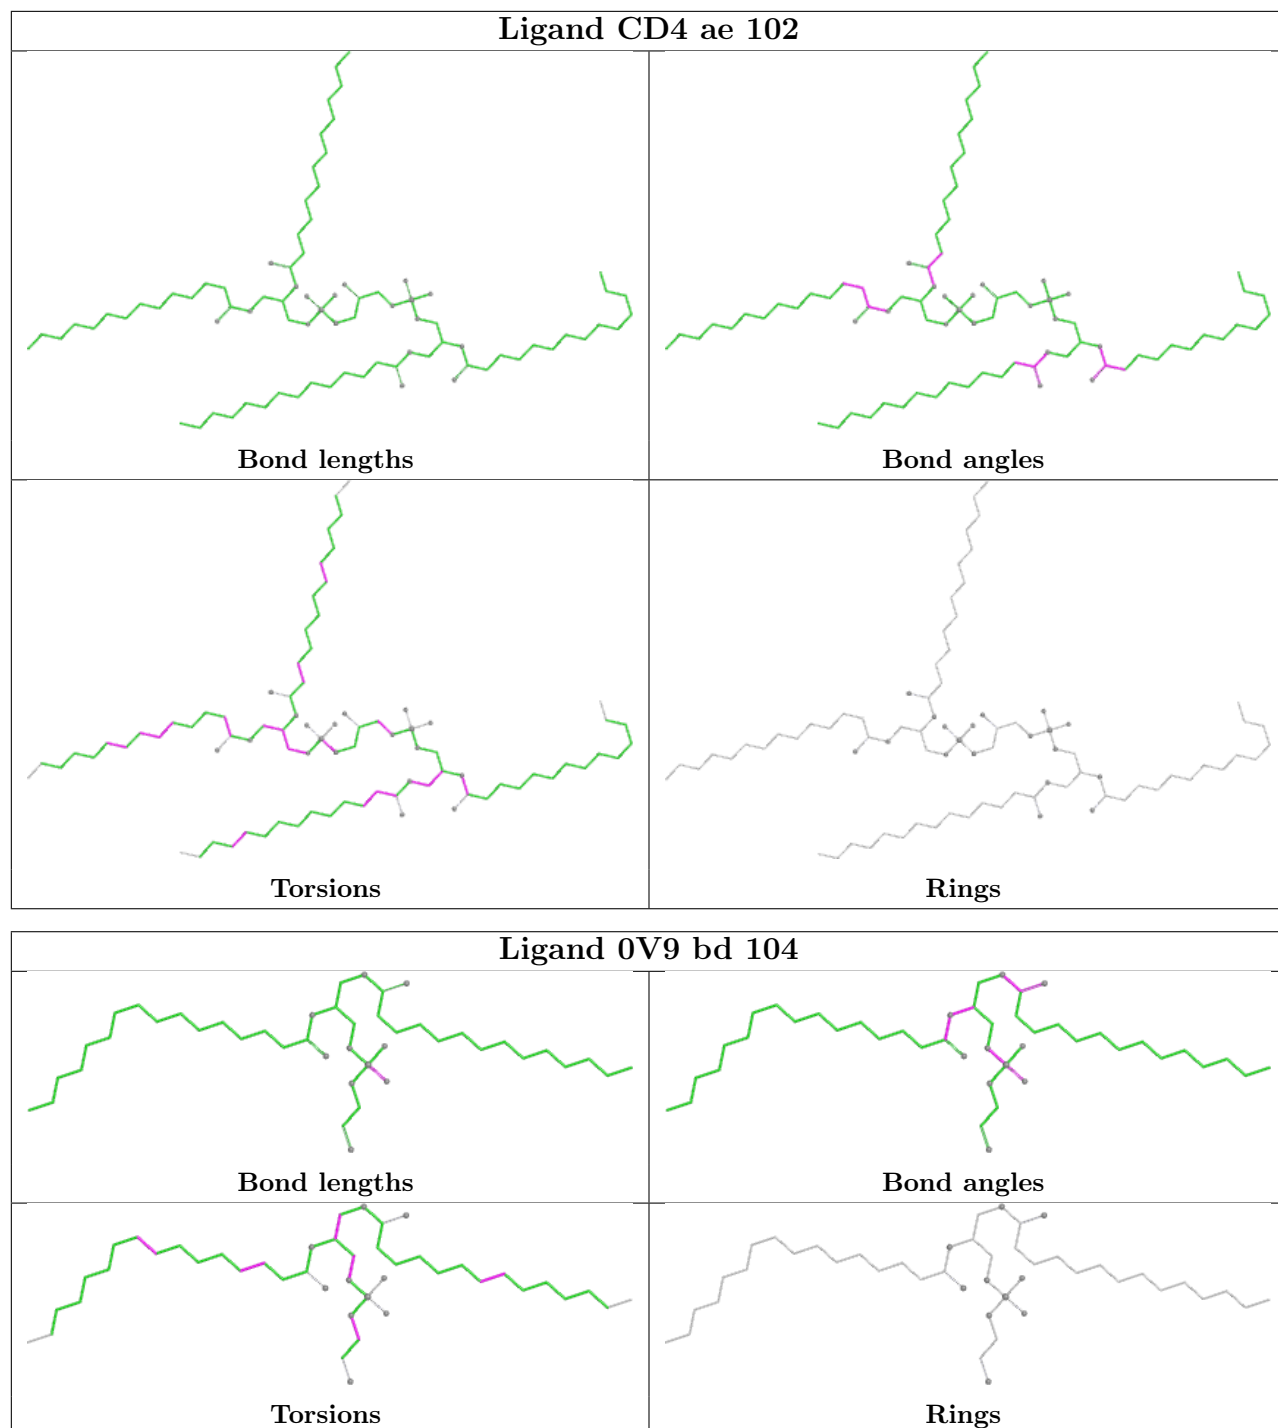 Ligand CD4 ae 102
Bond lengths
Bond angles
Torsions
Rings
Ligand 0V9 bd 104
Bond lengths
Bond angles
Torsions
Rings